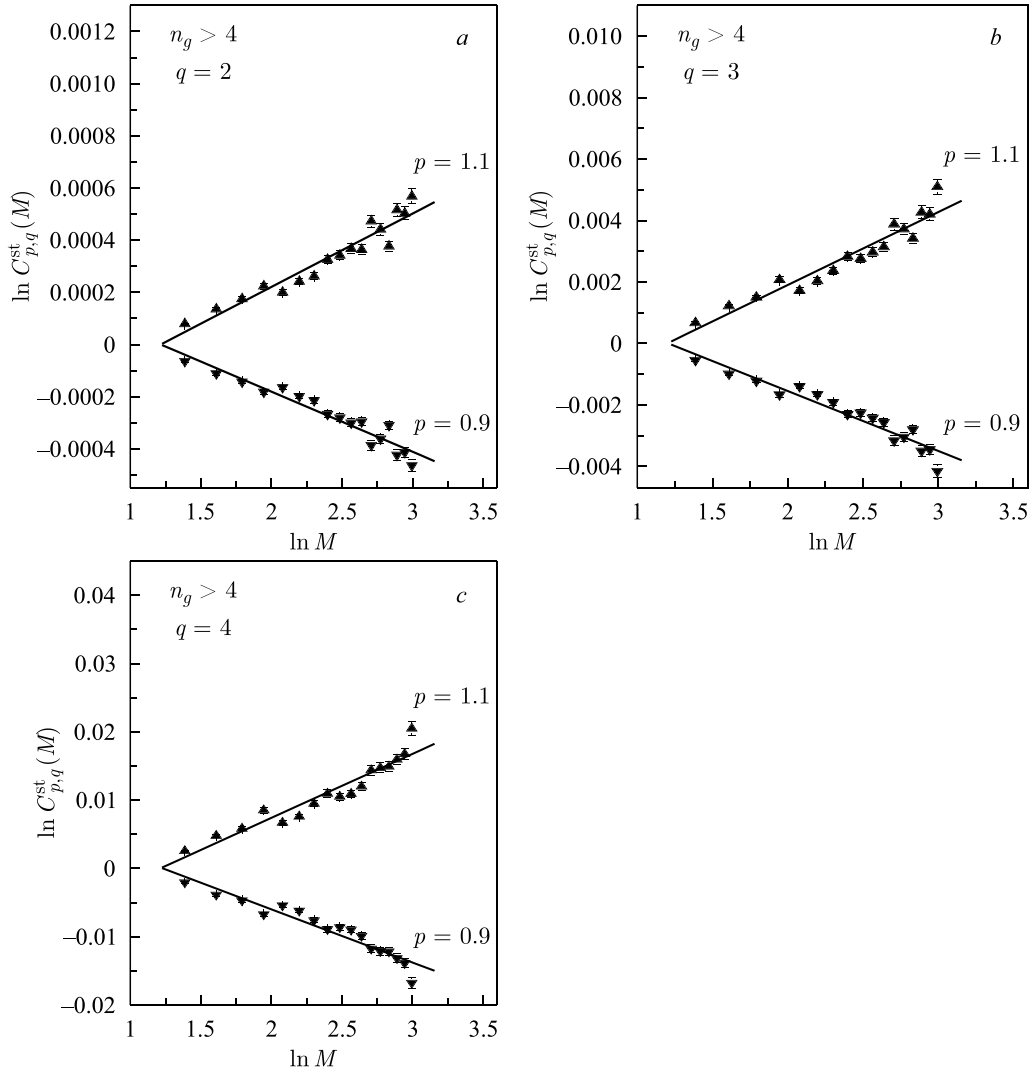 0.0012
0.0010
0.0008
0.0006
0.0004
0.0002
0
−0.0002
−0.0004
ln C^{st}_{p,q}(M)
n_g > 4
q = 2
a
p = 1.1
p = 0.9
1 1.5 2 2.5 3 3.5
ln M
0.010
0.008
0.006
0.004
0.002
0
−0.002
−0.004
ln C^{st}_{p,q}(M)
n_g > 4
q = 3
b
p = 1.1
p = 0.9
1 1.5 2 2.5 3 3.5
ln M
0.04
0.03
0.02
0.01
0
−0.01
−0.02
ln C^{st}_{p,q}(M)
n_g > 4
q = 4
c
p = 1.1
p = 0.9
1 1.5 2 2.5 3 3.5
ln M